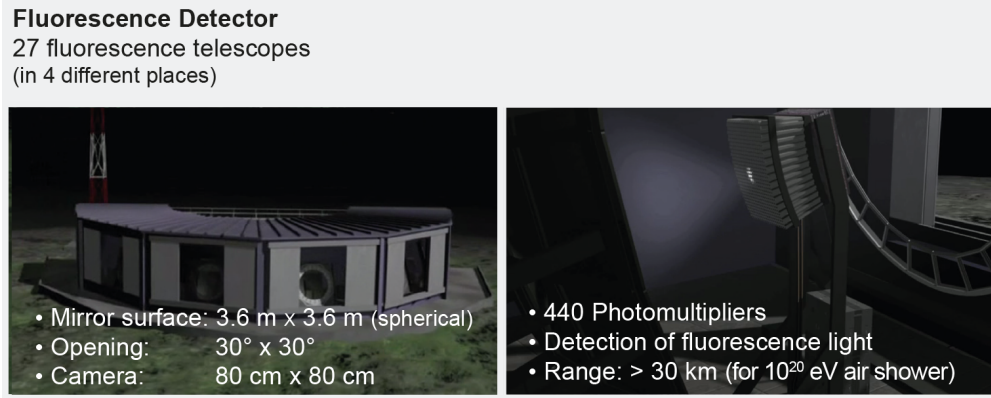 Fluorescence Detector
27 fluorescence telescopes
(in 4 different places)
• Mirror surface: 3.6 m x 3.6 m (spherical)
• Opening: 30° x 30°
• Camera: 80 cm x 80 cm
• 440 Photomultipliers
• Detection of fluorescence light
• Range: > 30 km (for 10²⁰ eV air shower)